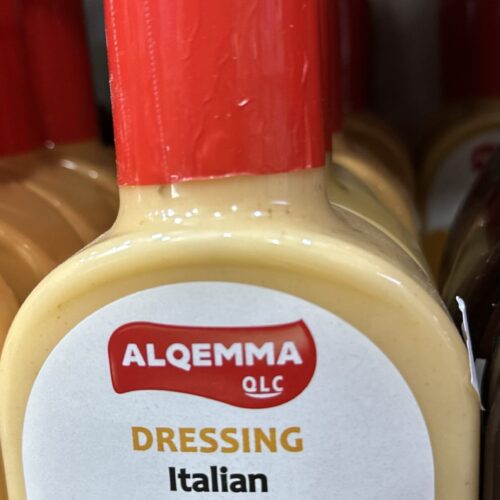 ALQEMMA
QLC
DRESSING
Italian